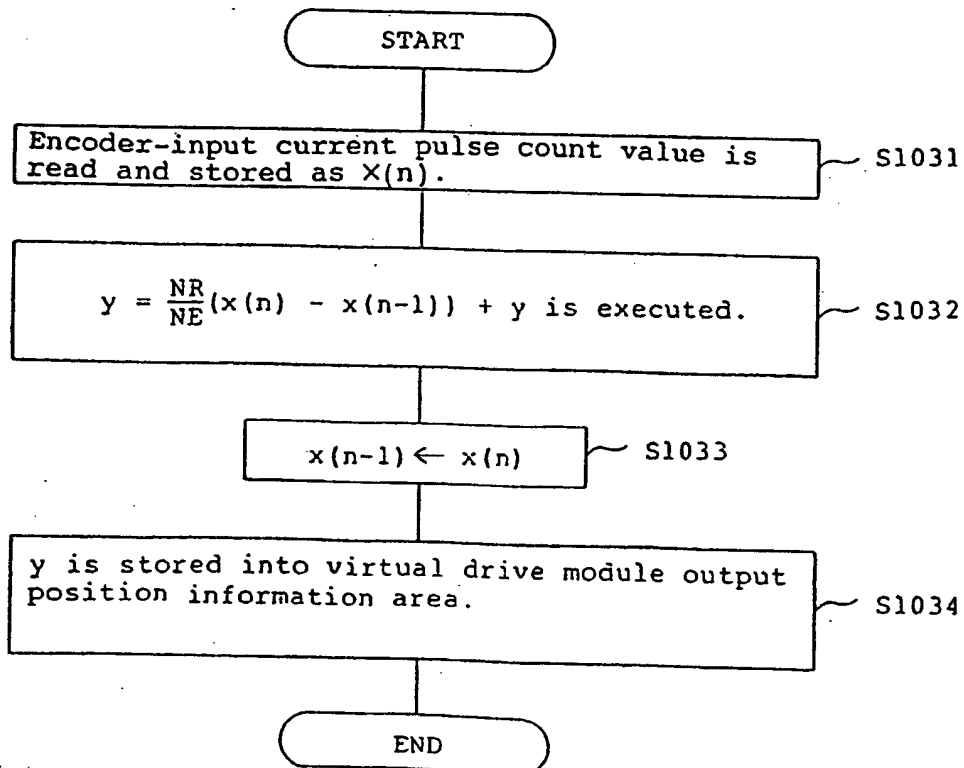 START
Encoder-input current pulse count value is
read and stored as X(n).
S1031
y = NR/NE (x(n) - x(n-1)) + y is executed.
S1032
x(n-1) ← x(n)
S1033
y is stored into virtual drive module output
position information area.
S1034
END